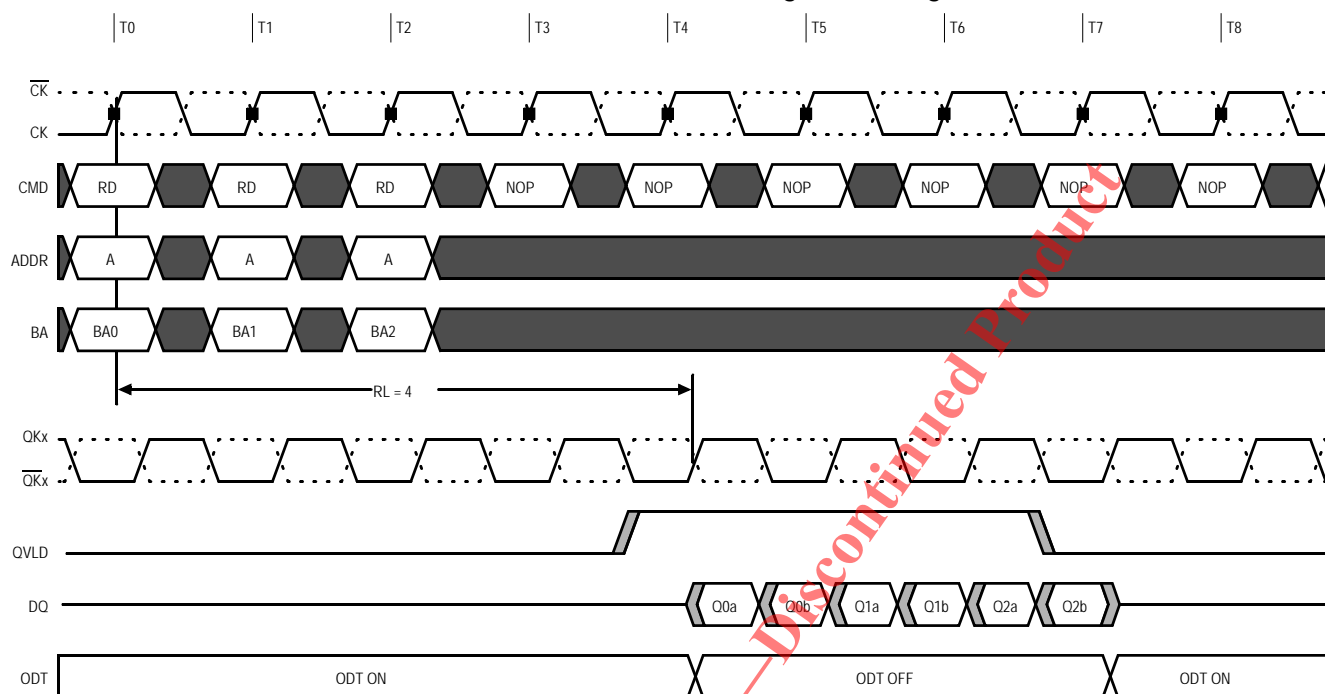 T0 T1 T2 T3 T4 T5 T6 T7 T8
CK
CK
CMD RD RD RD NOP NOP NOP NOP NOP NOP
ADDR A A A
BA BA0 BA1 BA2
RL = 4
QKx
QKx
QVLD
DQ Q0a Q0b Q1a Q1b Q2a Q2b
ODT ODT ON ODT OFF ODT ON
—Discontinued Product